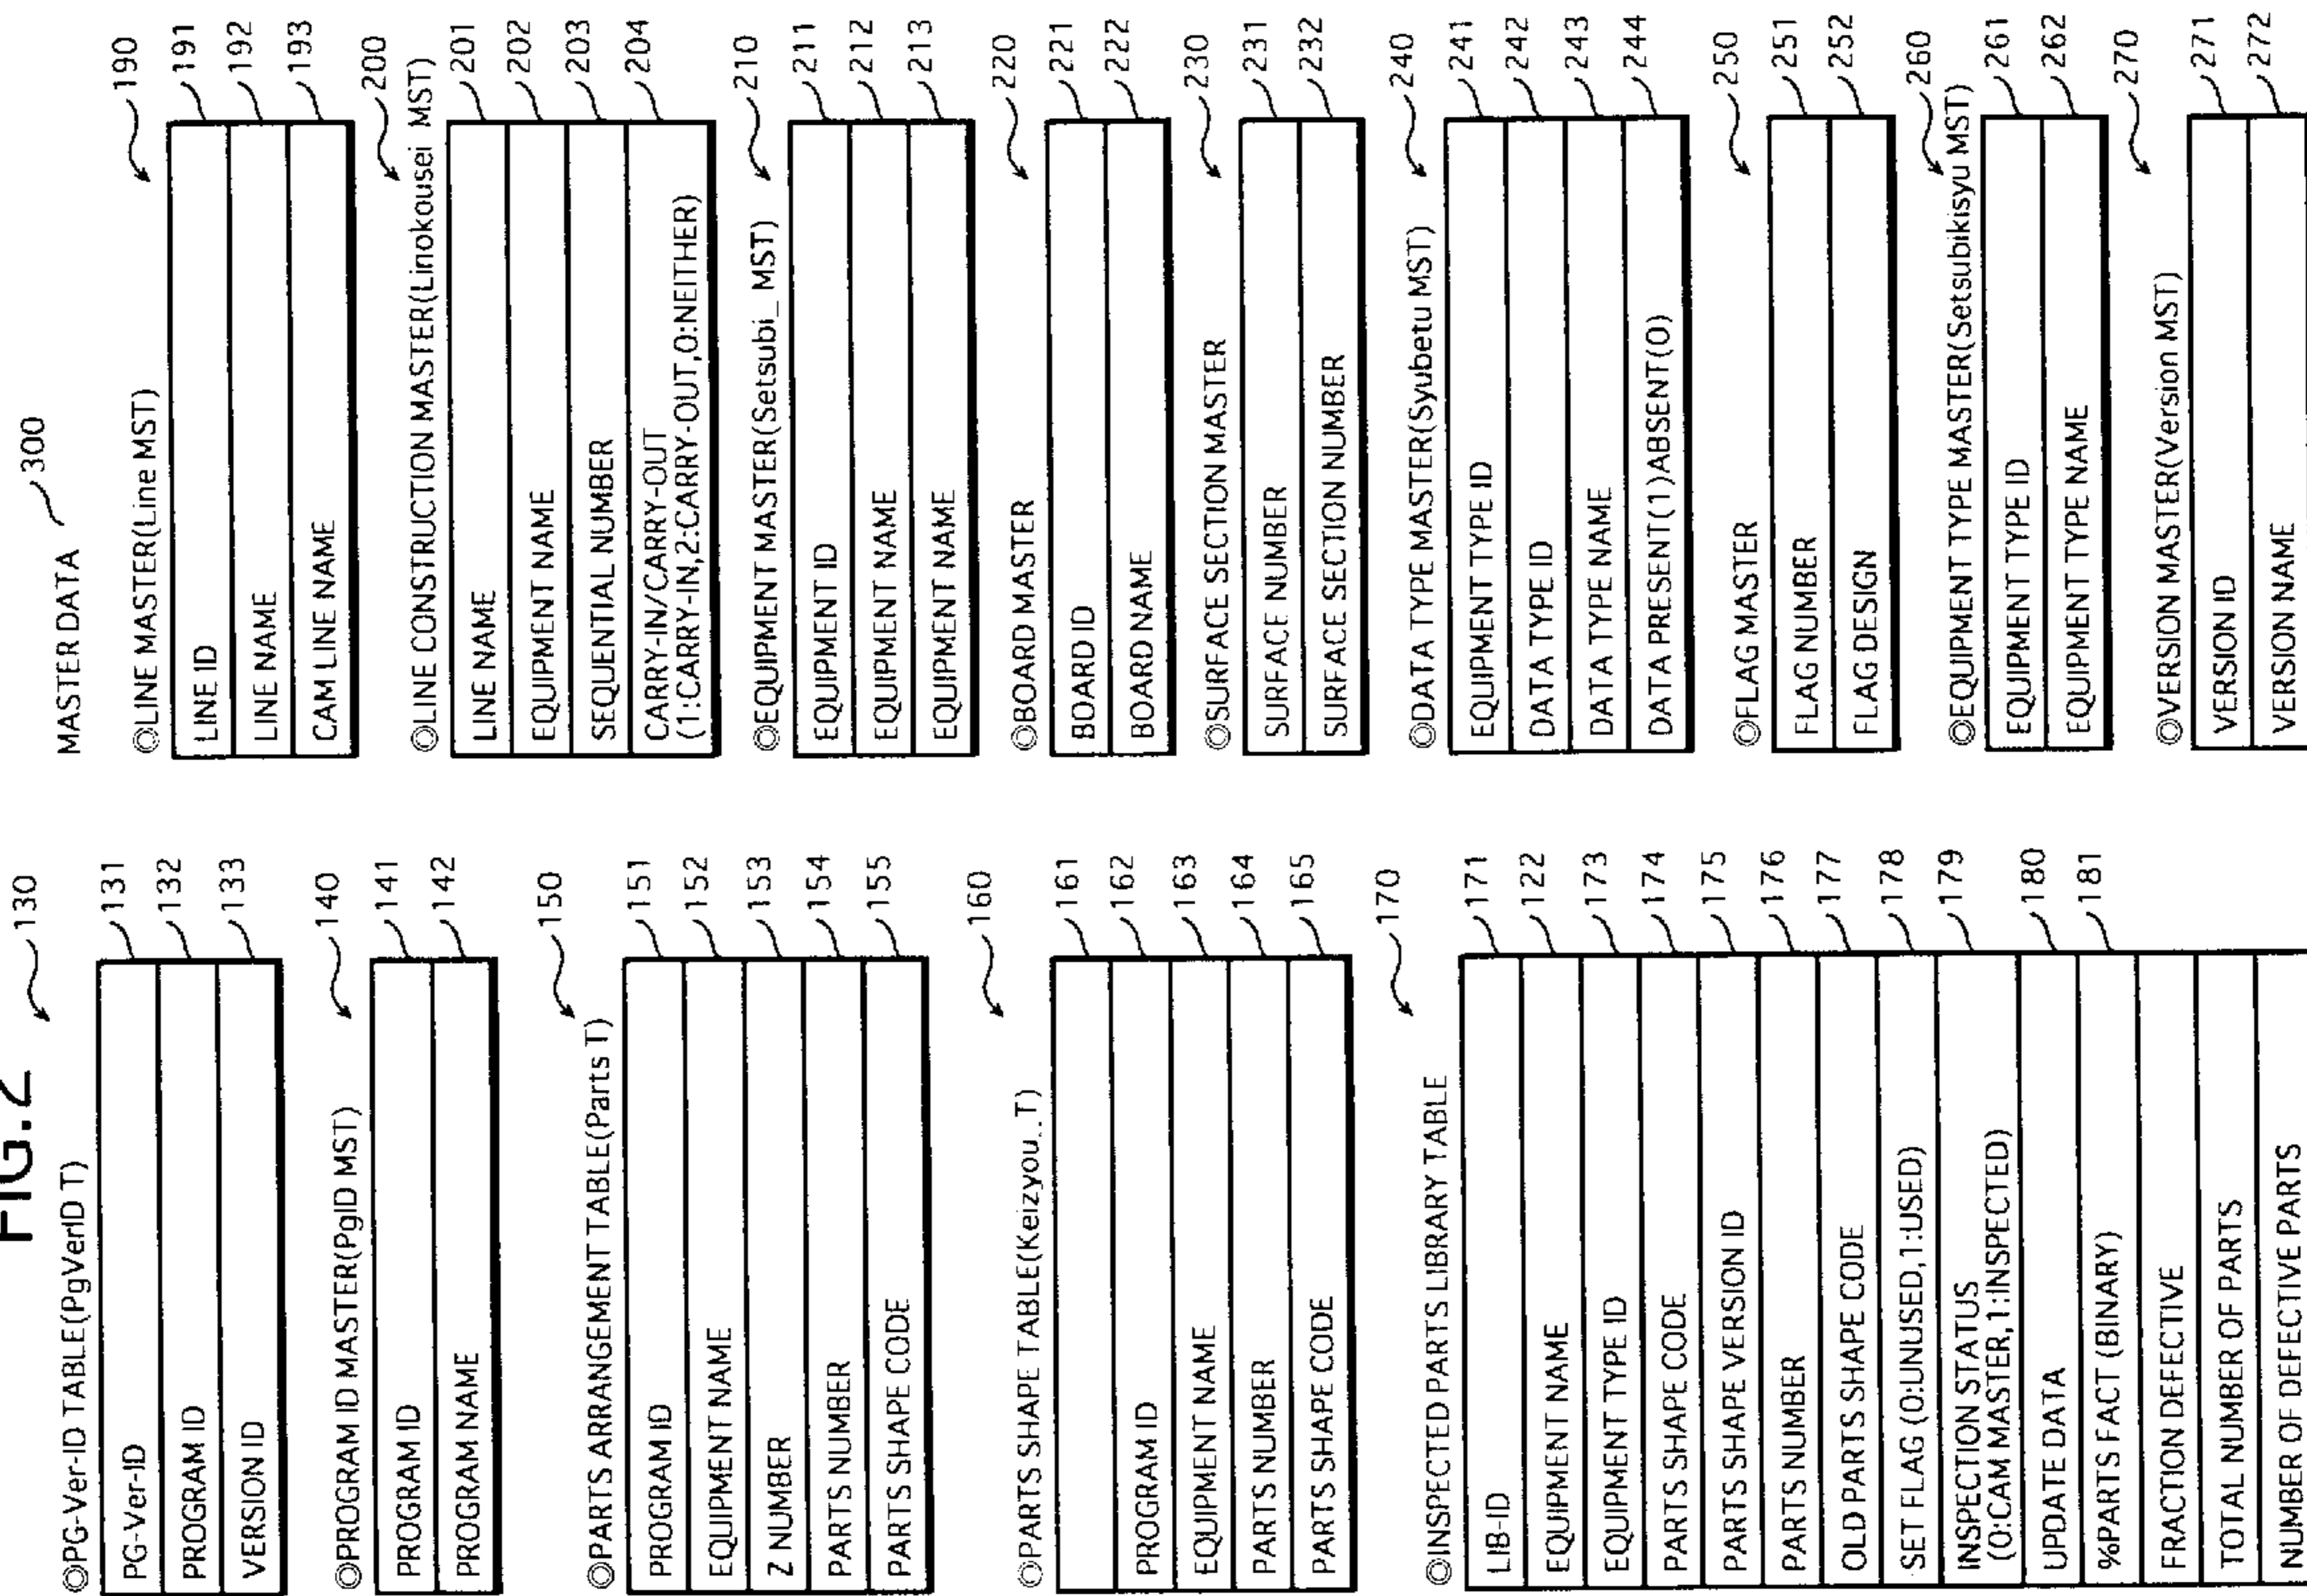 FIG.2
130
◎PG-Ver-ID TABLE(PgVerID T)
PG-Ver-ID 131
PROGRAM ID 132
VERSION ID 133
140
◎PROGRAM ID MASTER(PgID MST)
PROGRAM ID 141
PROGRAM NAME 142
150
◎PARTS ARRANGEMENT TABLE(Parts T)
PROGRAM ID 151
EQUIPMENT NAME 152
Z NUMBER 153
PARTS NUMBER 154
PARTS SHAPE CODE 155
160
◎PARTS SHAPE TABLE(Keizyou_T)
161
PROGRAM ID 162
EQUIPMENT NAME 163
PARTS NUMBER 164
PARTS SHAPE CODE 165
170
◎INSPECTED PARTS LIBRARY TABLE
LIB-ID 171
EQUIPMENT NAME 122
EQUIPMENT TYPE ID 173
PARTS SHAPE CODE 174
PARTS SHAPE VERSION ID 175
PARTS NUMBER 176
OLD PARTS SHAPE CODE 177
SET FLAG (0:UNUSED,1:USED) 178
INSPECTION STATUS 179
(0:CAM MASTER,1:INSPECTED)
UPDATE DATA 180
%PARTS FACT (BINARY) 181
FRACTION DEFECTIVE
TOTAL NUMBER OF PARTS
NUMBER OF DEFECTIVE PARTS
MASTER DATA 300
190
◎LINE MASTER(Line MST)
LINE ID 191
LINE NAME 192
CAM LINE NAME 193
200
◎LINE CONSTRUCTION MASTER(Linokousei MST)
LINE NAME 201
EQUIPMENT NAME 202
SEQUENTIAL NUMBER 203
CARRY-IN/CARRY-OUT 204
(1:CARRY-IN,2:CARRY-OUT,0:NEITHER)
210
◎EQUIPMENT MASTER(Setsubi_ MST)
EQUIPMENT ID 211
EQUIPMENT NAME 212
EQUIPMENT NAME 213
220
◎BOARD MASTER
BOARD ID 221
BOARD NAME 222
230
◎SURFACE SECTION MASTER
SURFACE NUMBER 231
SURFACE SECTION NUMBER 232
240
◎DATA TYPE MASTER(Syubetu MST)
EQUIPMENT TYPE ID 241
DATA TYPE ID 242
DATA TYPE NAME 243
DATA PRESENT(1)ABSENT(0) 244
250
◎FLAG MASTER
FLAG NUMBER 251
FLAG DESIGN 252
260
◎EQUIPMENT TYPE MASTER(Setsubikisyu MST)
EQUIPMENT TYPE ID 261
EQUIPMENT TYPE NAME 262
270
◎VERSION MASTER(Version MST)
VERSION ID 271
VERSION NAME 272